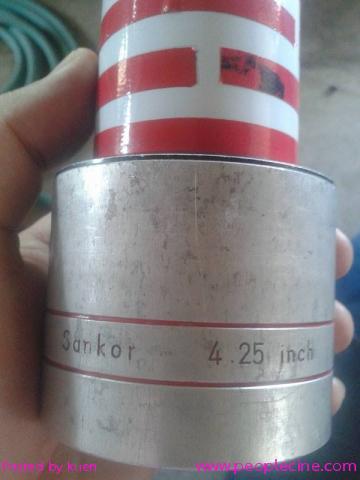 Sankor 4.25 inch
Posted by kuen www.peoplecine.com